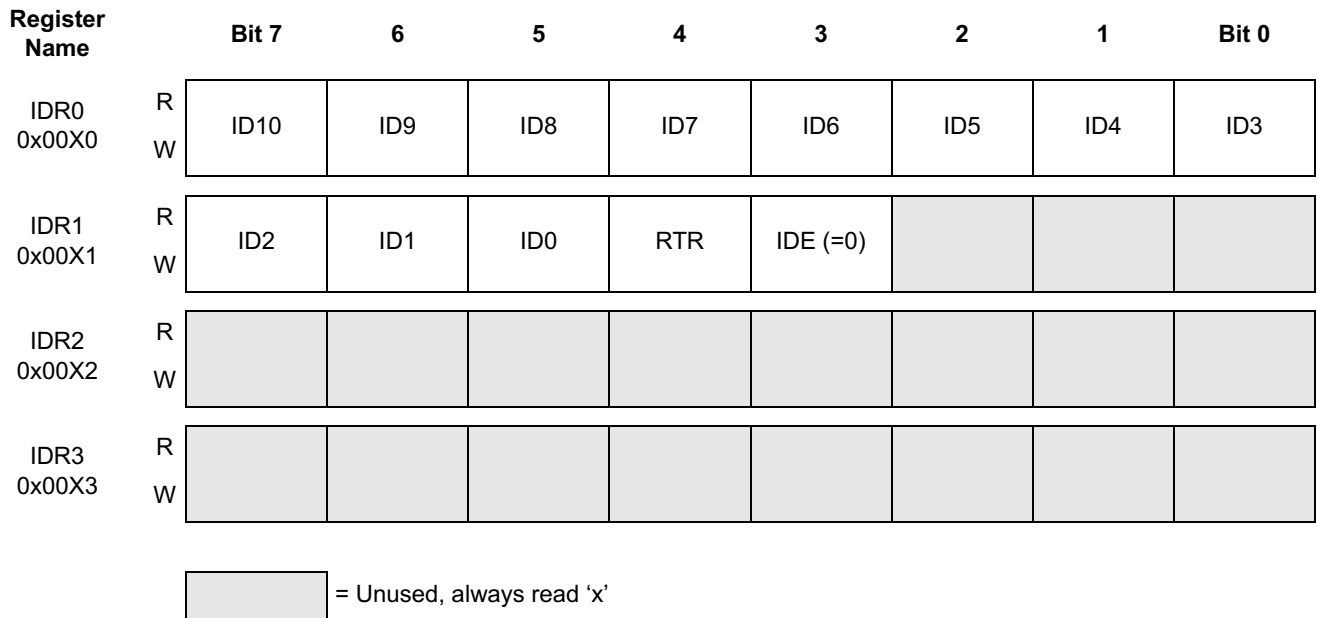 Register Name Bit 7 6 5 4 3 2 1 Bit 0
IDR0 0x00X0 R W ID10 ID9 ID8 ID7 ID6 ID5 ID4 ID3
IDR1 0x00X1 R W ID2 ID1 ID0 RTR IDE (=0)
IDR2 0x00X2 R W
IDR3 0x00X3 R W
= Unused, always read ‘x’